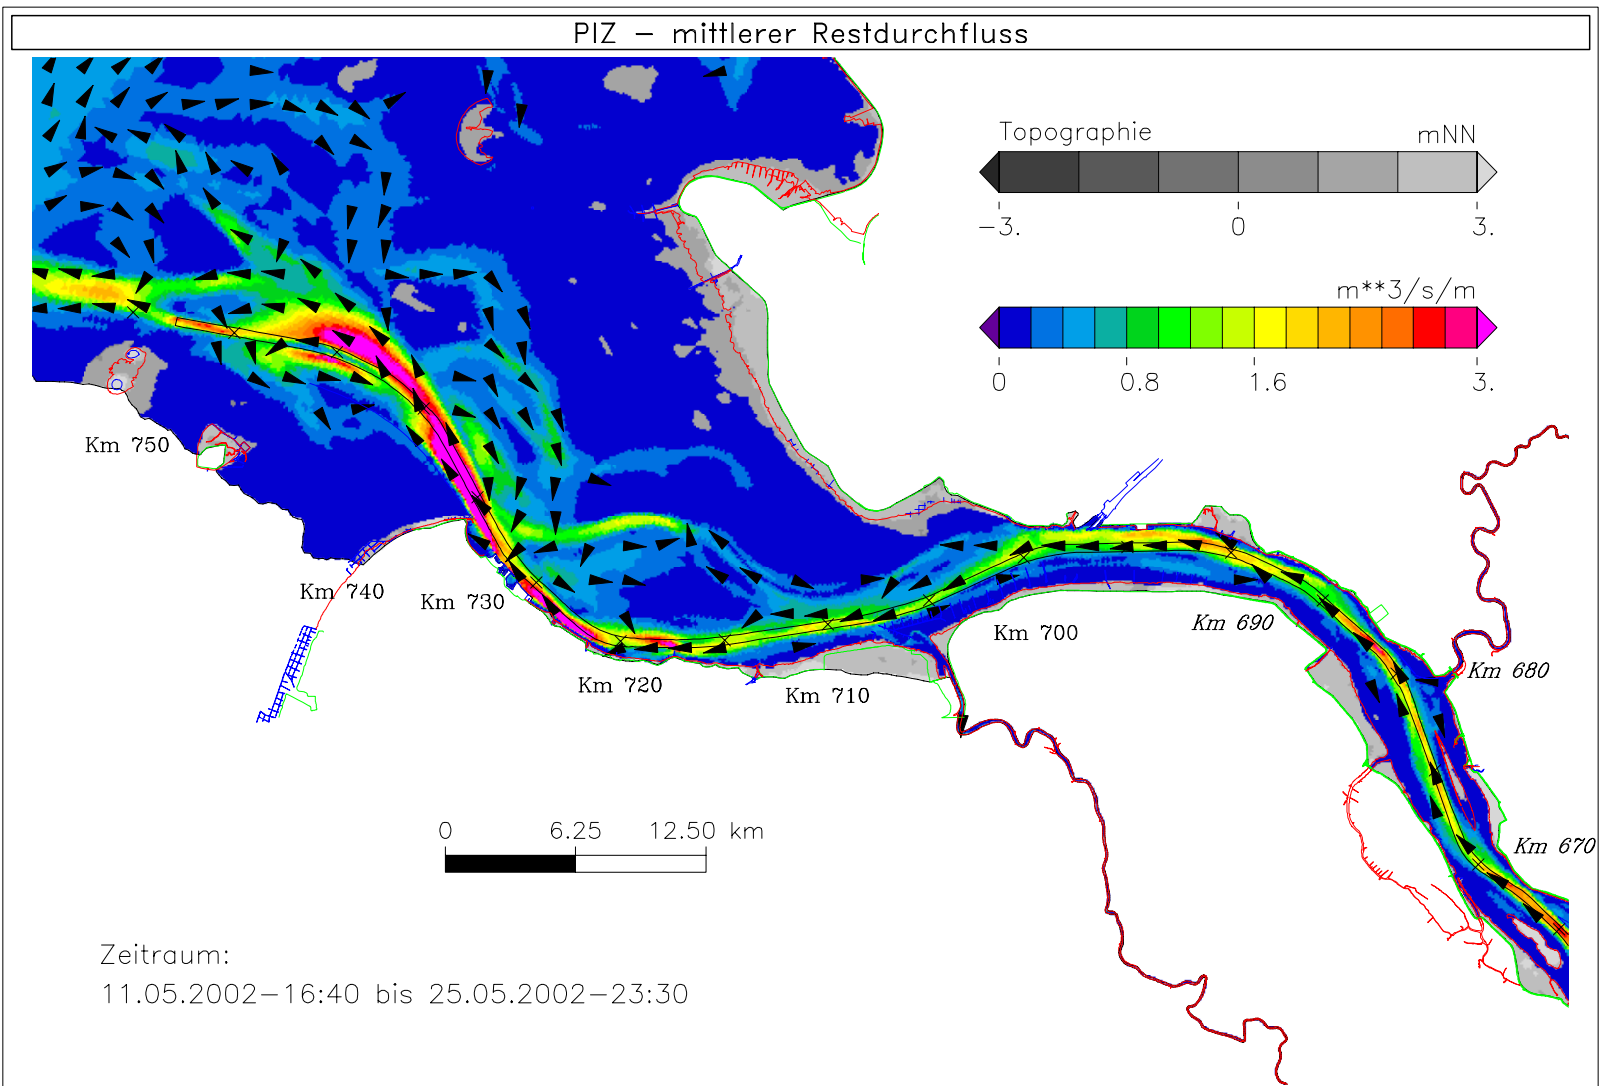 PIZ – mittlerer Restdurchfluss
Topographie mNN
−3. 0 3.
m**3/s/m
0 0.8 1.6 3.
Km 750
Km 740
Km 730
Km 720
Km 710
Km 700
Km 690
Km 680
Km 670
0 6.25 12.50 km
Zeitraum:
11.05.2002−16:40 bis 25.05.2002−23:30